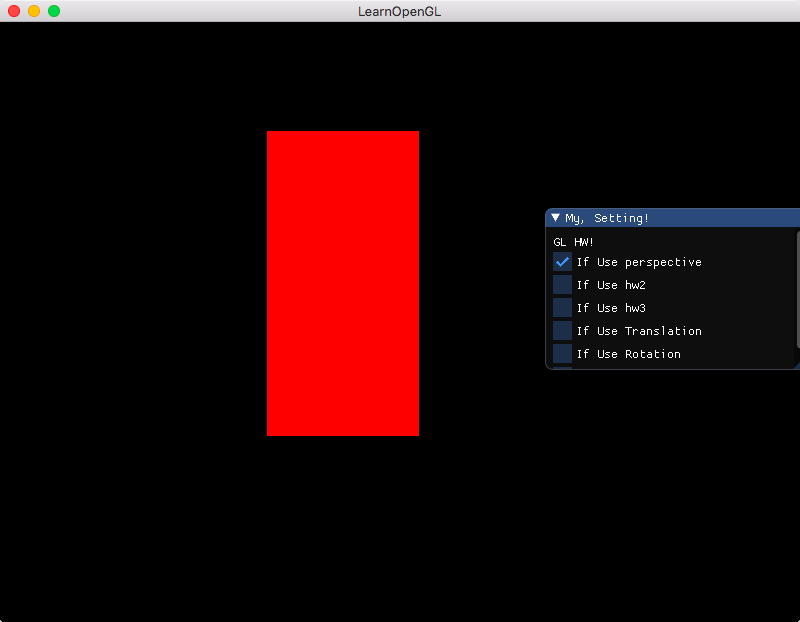 LearnOpenGL
My, Setting!
GL HW!
If Use perspective
If Use hw2
If Use hw3
If Use Translation
If Use Rotation